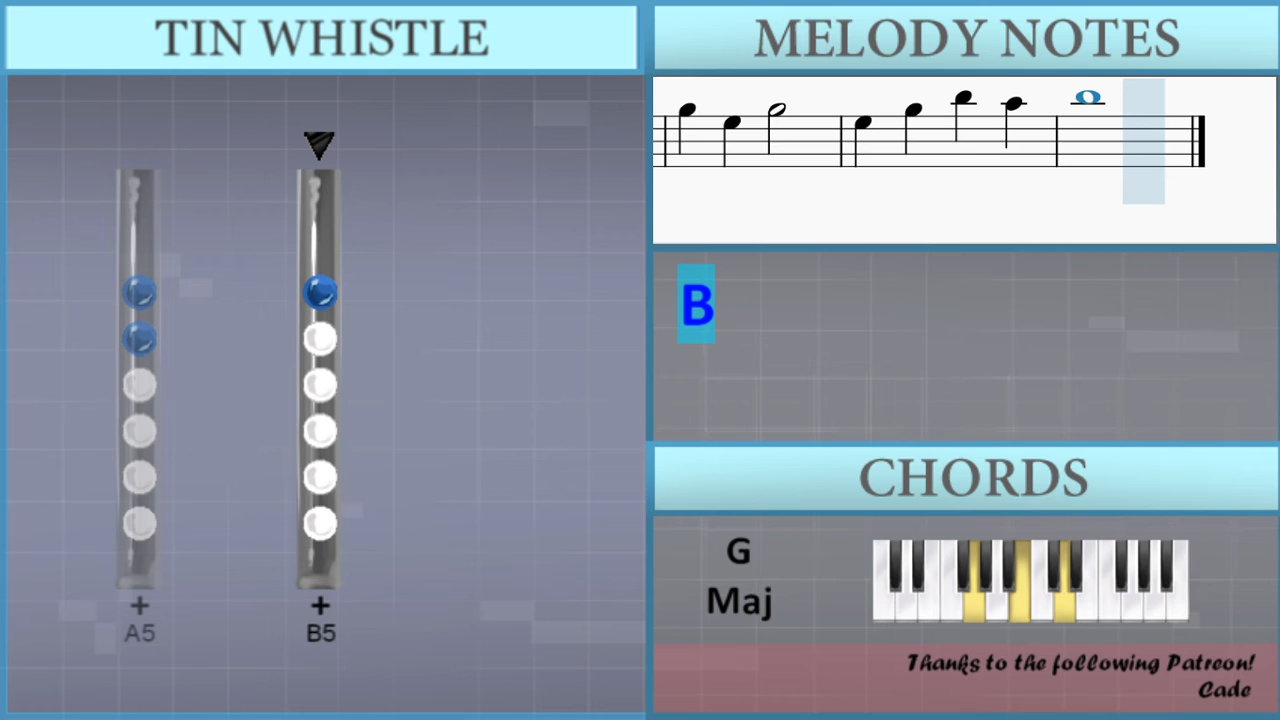 TIN WHISTLE
+
A5
+
B5
MELODY NOTES
B
CHORDS
G
Maj
Thanks to the following Patreon!
Cade